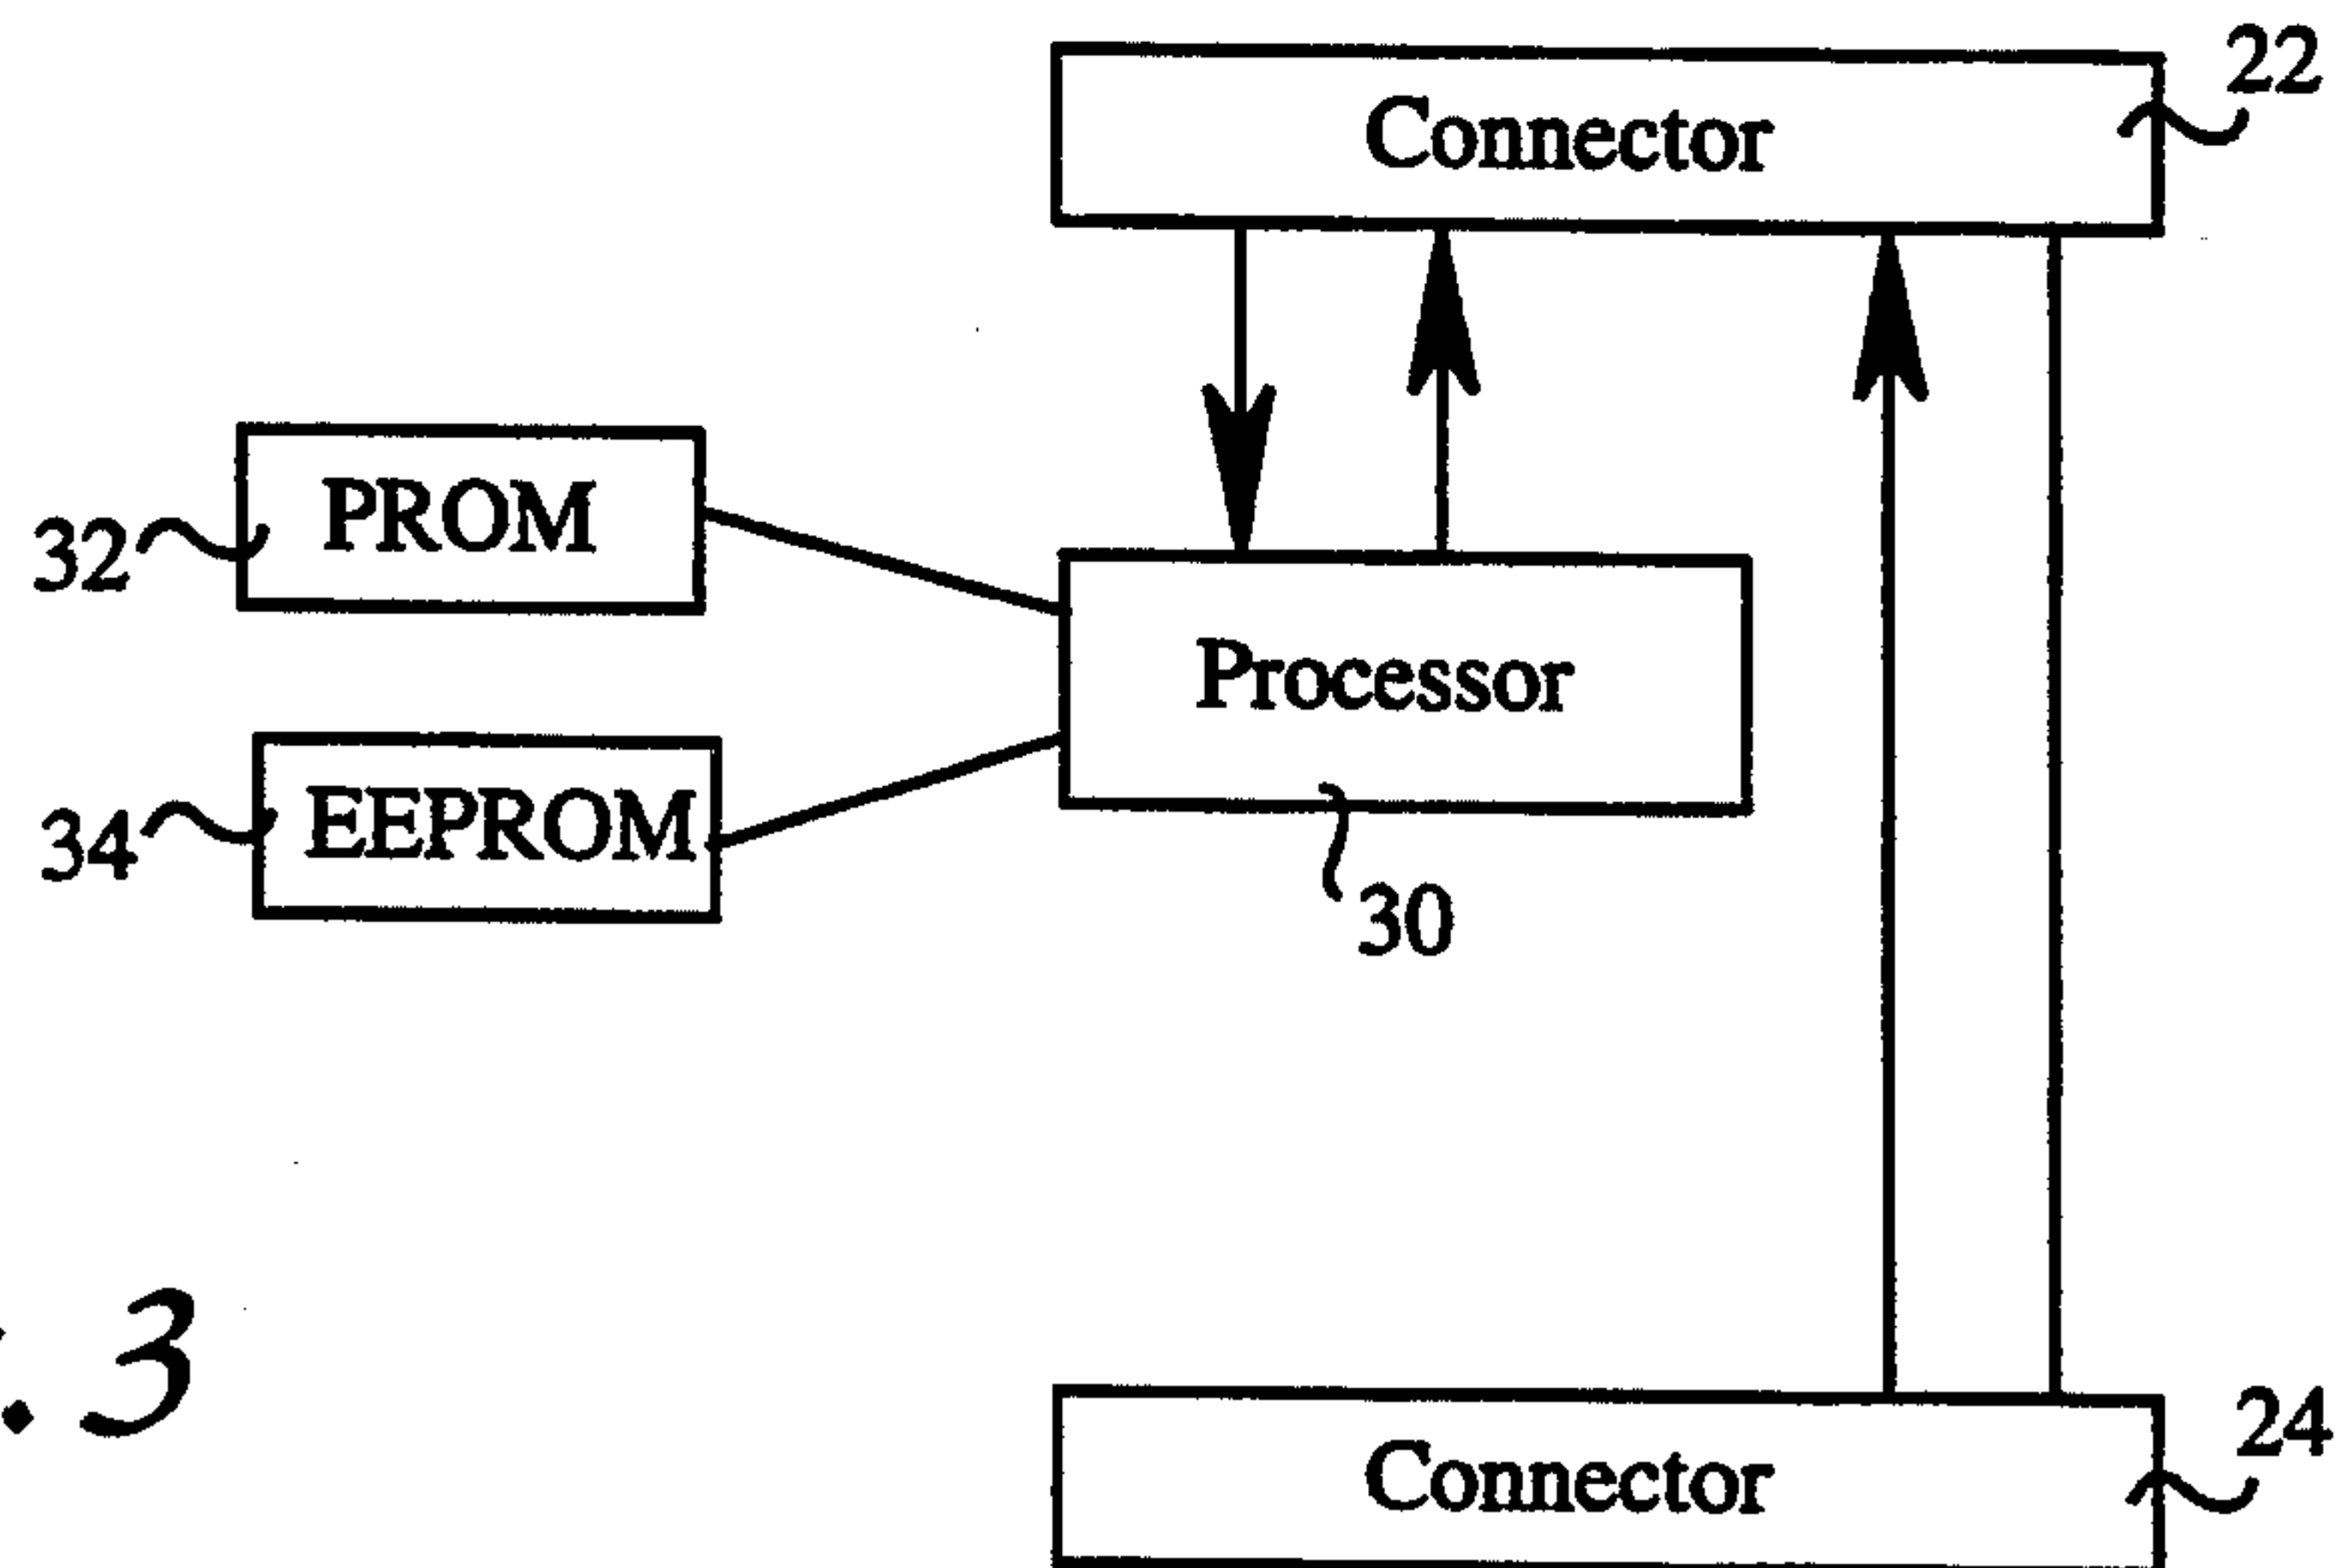 22
Connector
PROM
32
Processor
EEPROM
34
30
. 3
24
Connector